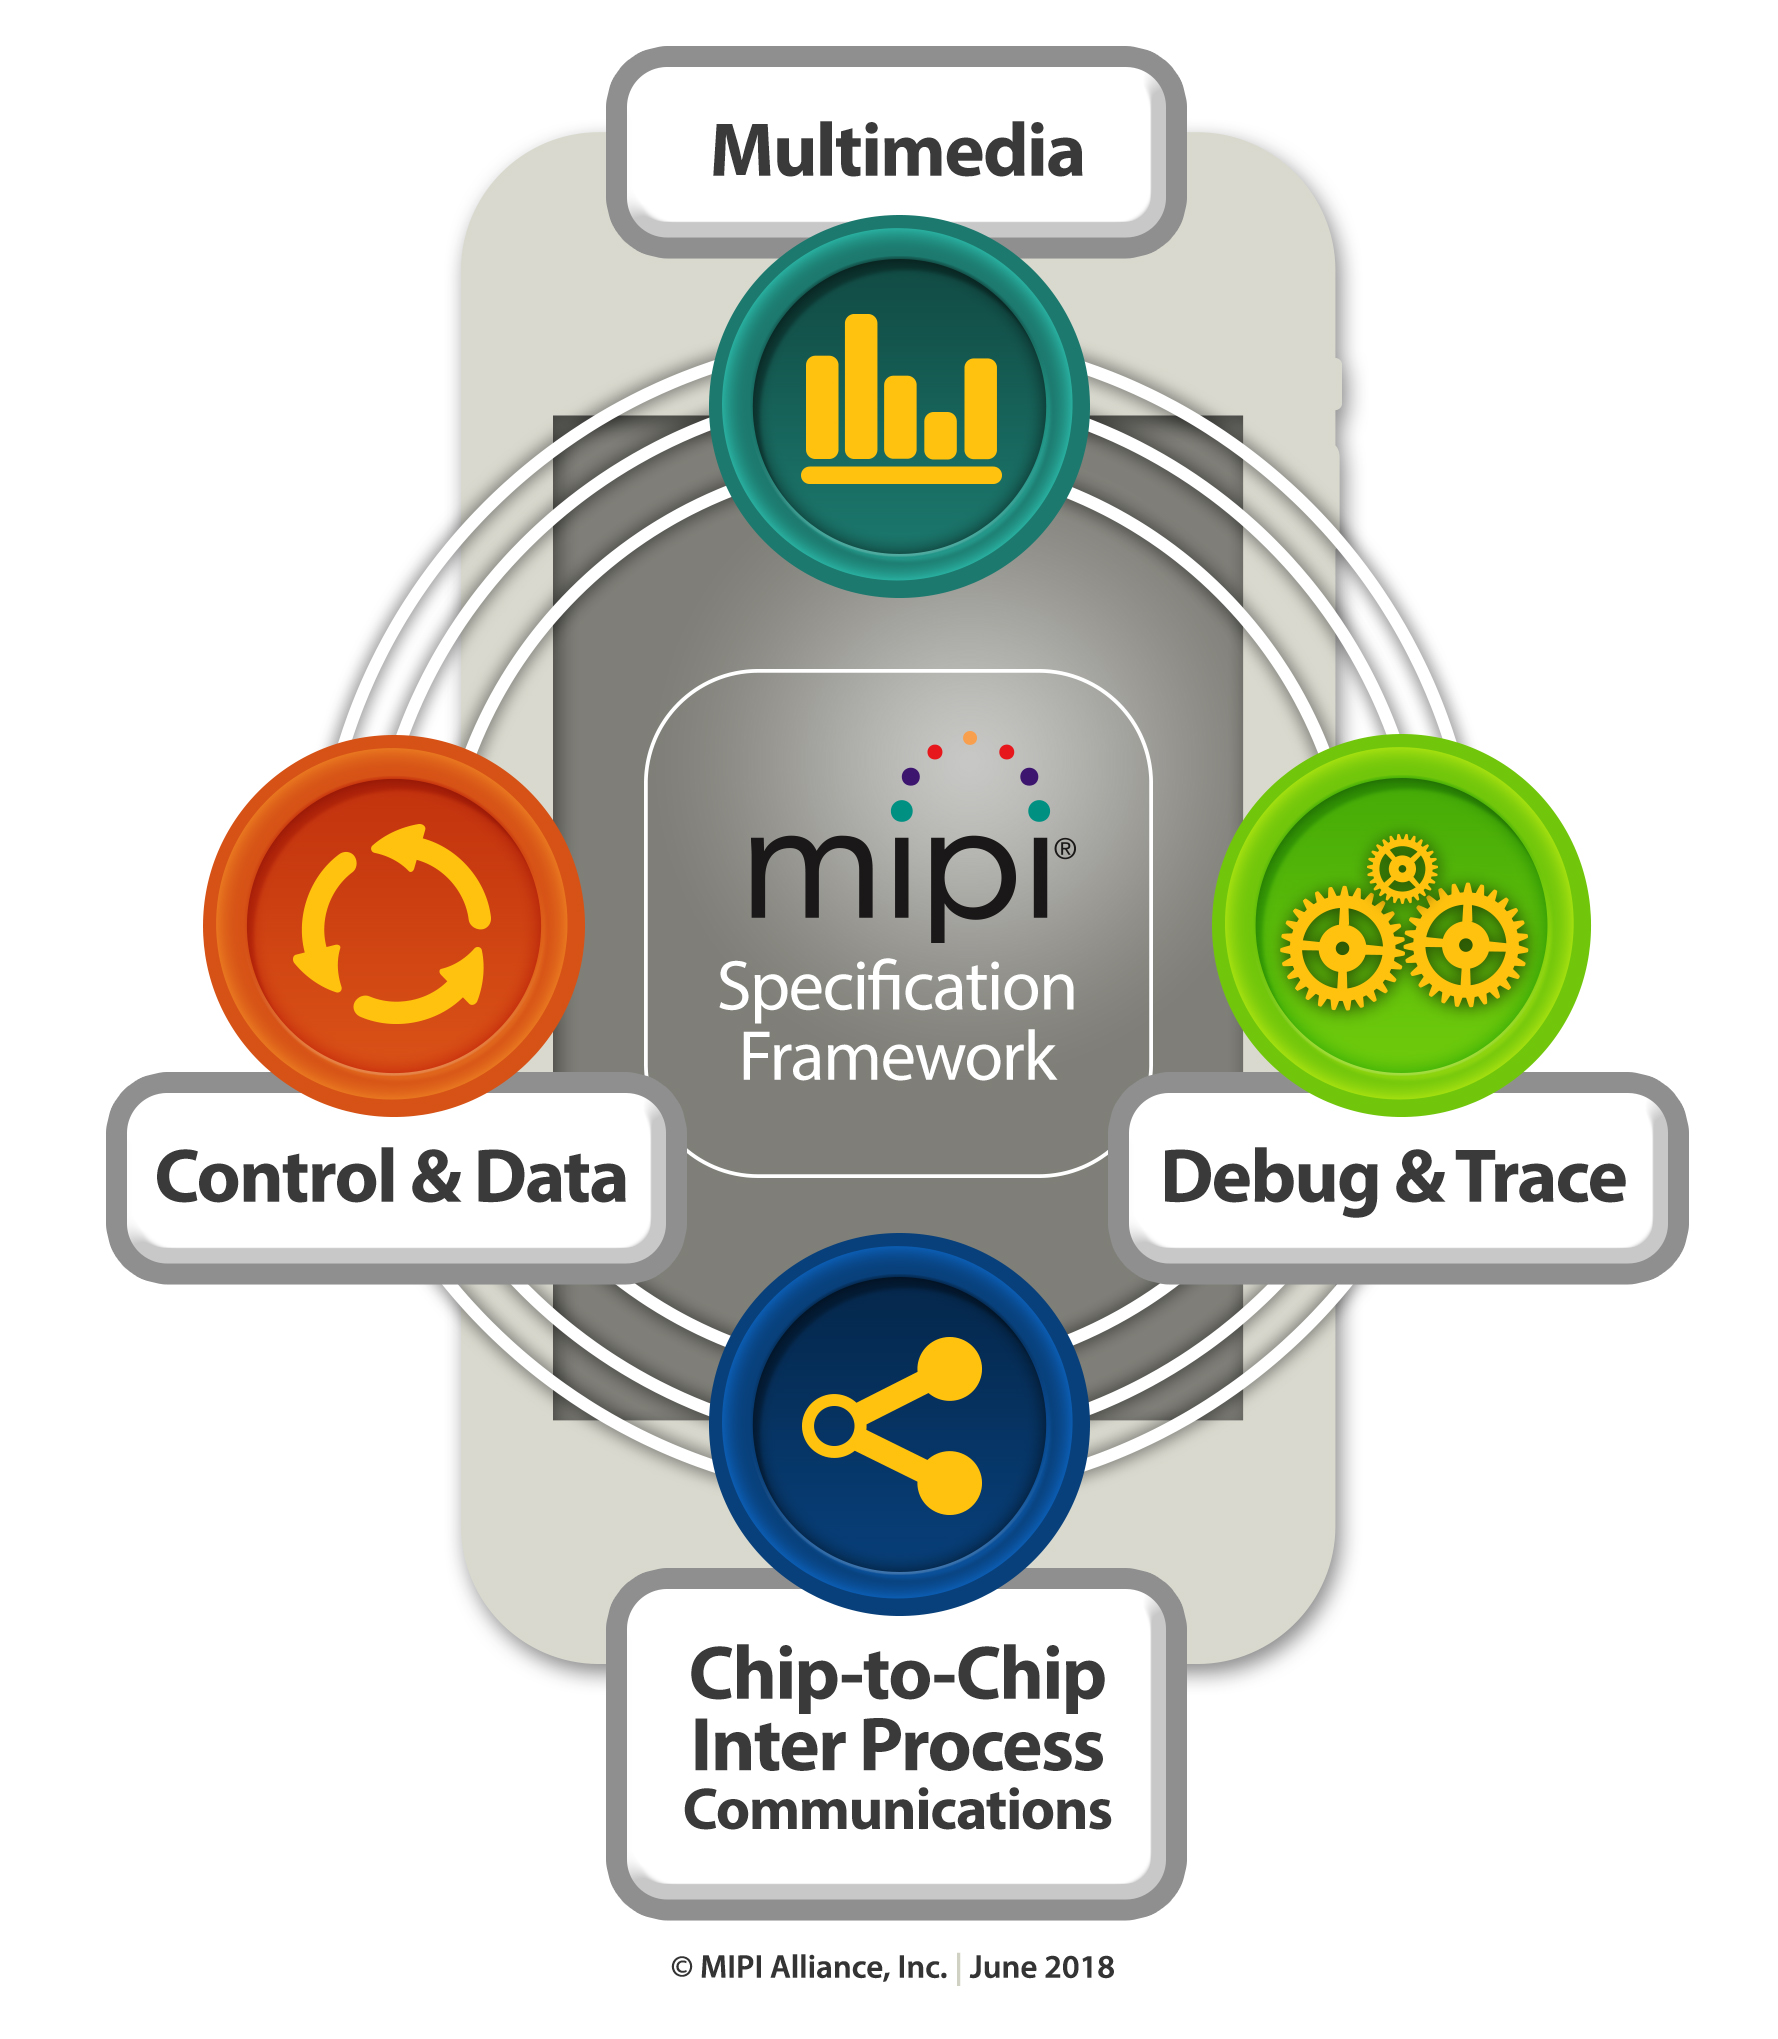 Multimedia
mipi®
Specification
Framework
Control & Data
Debug & Trace
Chip-to-Chip
Inter Process
Communications
© MIPI Alliance, Inc. | June 2018